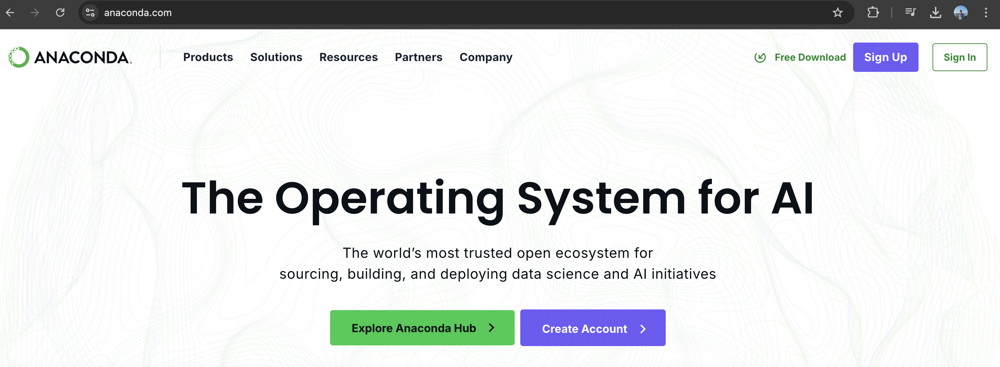 anaconda.com
ANACONDA
Products Solutions Resources Partners Company Free Download Sign Up Sign In
The Operating System for AI
The world’s most trusted open ecosystem for
sourcing, building, and deploying data science and AI initiatives
Explore Anaconda Hub Create Account